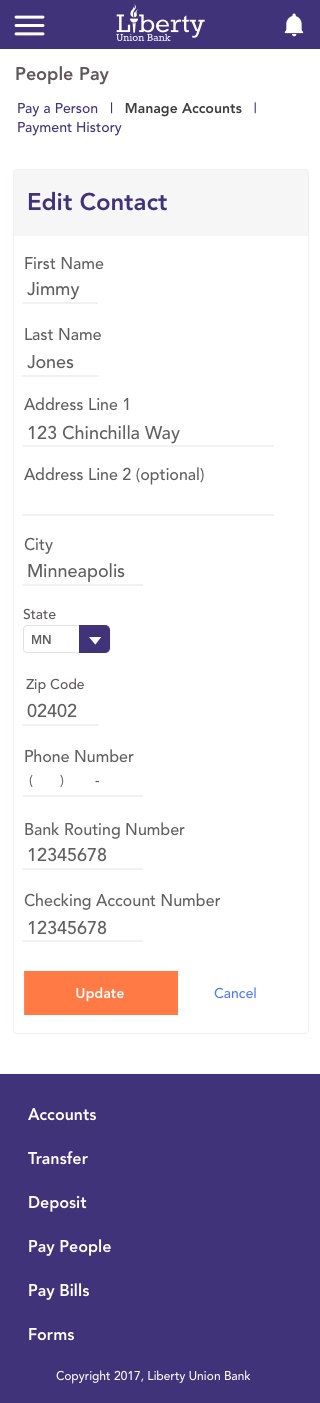 Liberty
Union Bank
People Pay
Pay a Person | Manage Accounts |
Payment History
Edit Contact
First Name
Jimmy
Last Name
Jones
Address Line 1
123 Chinchilla Way
Address Line 2 (optional)
City
Minneapolis
State
MN
Zip Code
02402
Phone Number
( ) -
Bank Routing Number
12345678
Checking Account Number
12345678
Update Cancel
Accounts
Transfer
Deposit
Pay People
Pay Bills
Forms
Copyright 2017, Liberty Union Bank